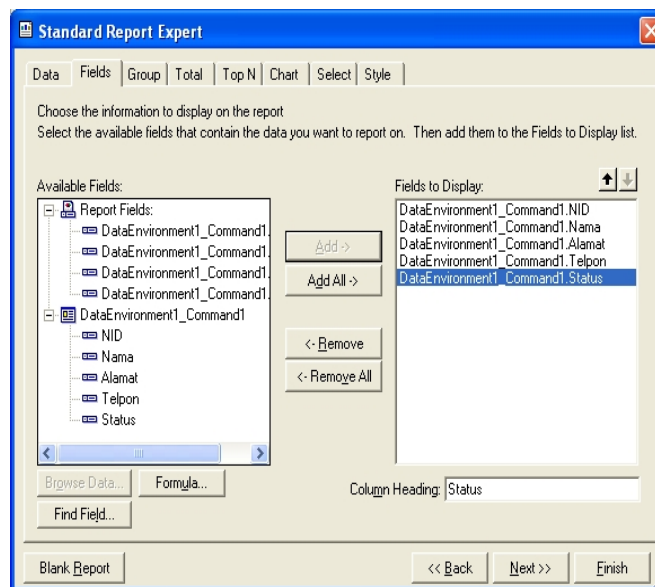 Standard Report Expert
Data Fields Group Total Top N Chart Select Style
Choose the information to display on the report
Select the available fields that contain the data you want to report on. Then add them to the Fields to Display list.
Available Fields:
Report Fields:
DataEnvironment1_Command1.
DataEnvironment1_Command1.
DataEnvironment1_Command1.
DataEnvironment1_Command1.
DataEnvironment1_Command1
NID
Nama
Alamat
Telpon
Status
Browse Data...
Formula...
Find Field...
Add ->
Add All ->
<- Remove
<- Remove All
Fields to Display:
DataEnvironment1_Command1.NID
DataEnvironment1_Command1.Nama
DataEnvironment1_Command1.Alamat
DataEnvironment1_Command1.Telpon
DataEnvironment1_Command1.Status
Column Heading: Status
Blank Report
<< Back
Next >>
Finish